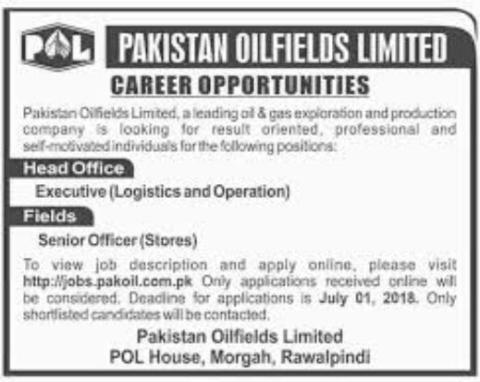 POL PAKISTAN OILFIELDS LIMITED
CAREER OPPORTUNITIES
Pakistan Oilfields Limited, a leading oil & gas exploration and production
company is looking for result oriented, professional and
self-motivated individuals for the following positions:
Head Office
Executive (Logistics and Operation)
Fields
Senior Officer (Stores)
To view job description and apply online, please visit
http://jobs.pakoil.com.pk Only applications received online will
be considered. Deadline for applications is July 01, 2018. Only
shortlisted candidates will be contacted.
Pakistan Oilfields Limited
POL House, Morgah, Rawalpindi